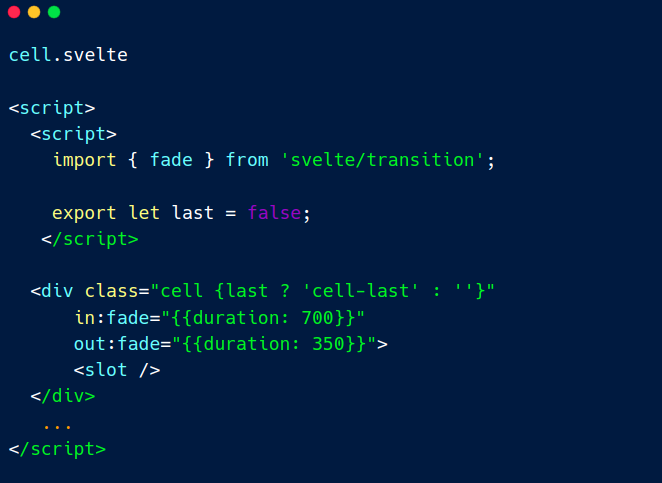 cell.svelte
<script>
  <script>
    import { fade } from 'svelte/transition';
    export let last = false;
   </script>
  <div class="cell {last ? 'cell-last' : ''}"
      in:fade="{{duration: 700}}"
      out:fade="{{duration: 350}}">
      <slot />
  </div>
   ...
</script>